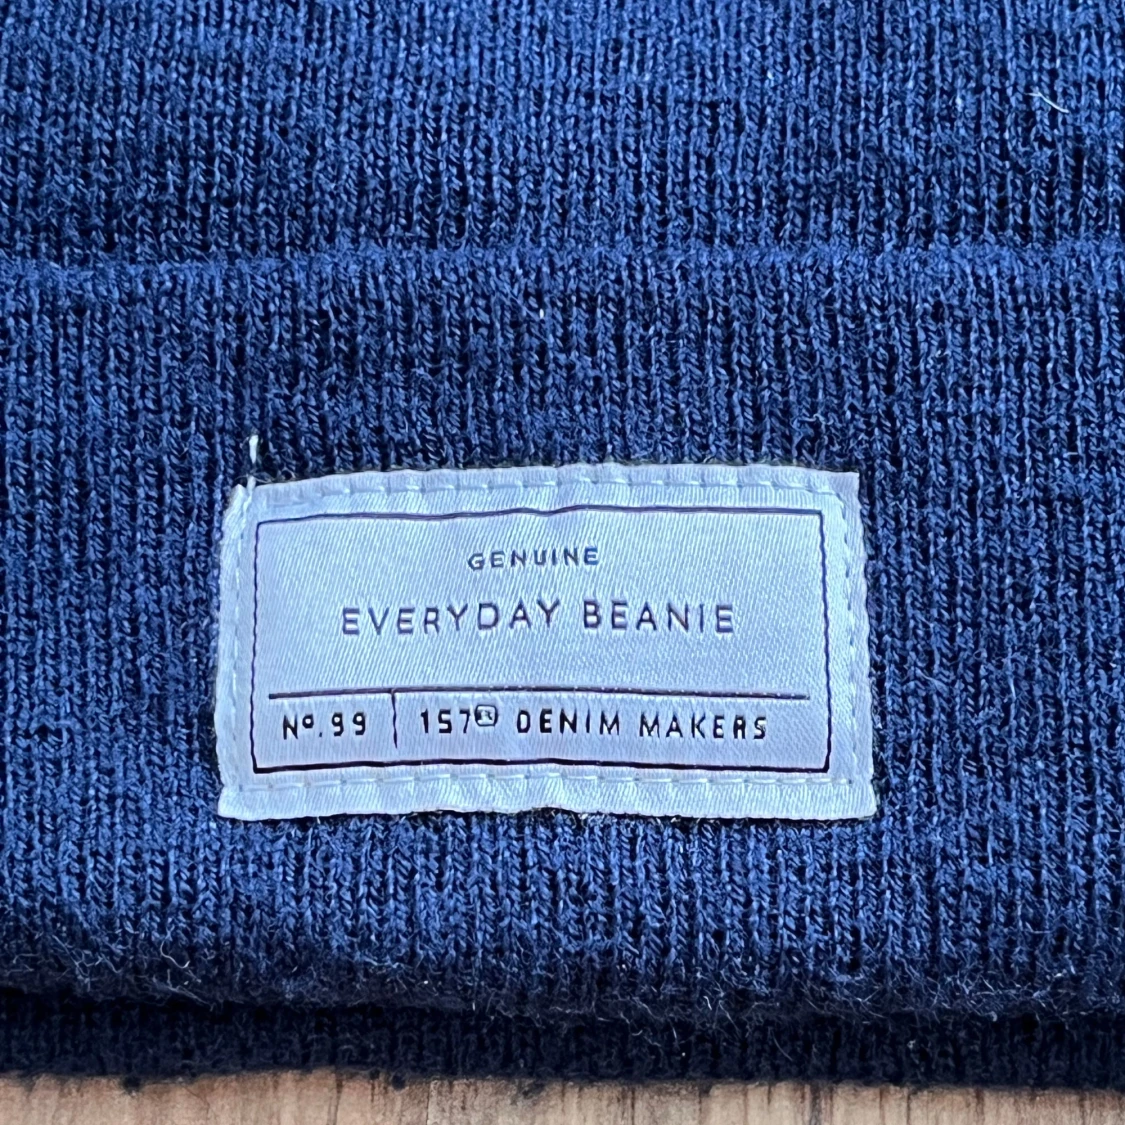 GENUINE
EVERYDAY BEANIE
Nº.99 157® DENIM MAKERS